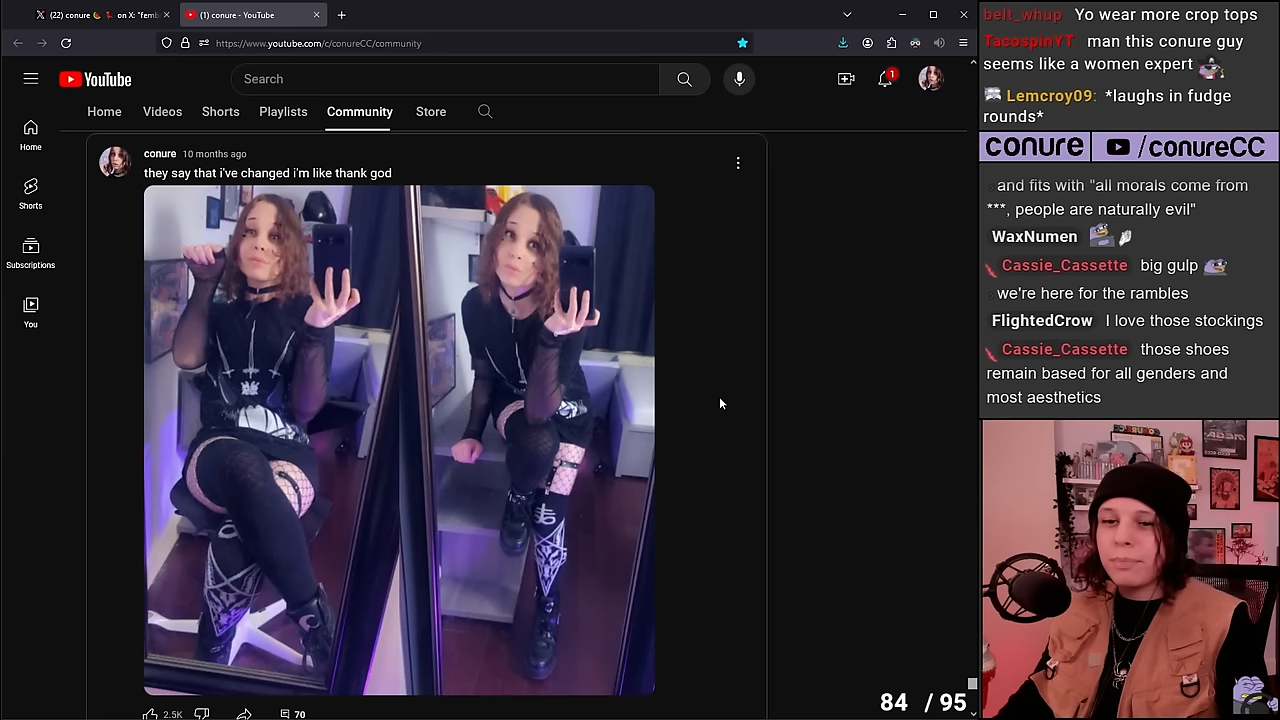 (22) conure on X: "femb
(1) conure - YouTube
https://www.youtube.com/c/conureCC/community
YouTube
Search
1
Home
Videos
Shorts
Playlists
Community
Store
Home
Shorts
Subscriptions
You
conure 10 months ago
they say that i've changed i'm like thank god
2.5K
70
84 / 95
belt_whup Yo wear more crop tops
TacospinYT man this conure guy
seems like a women expert
Lemcroy09: *laughs in fudge
rounds*
conure
/conureCC
and fits with "all morals come from
***, people are naturally evil"
WaxNumen
Cassie_Cassette big gulp
we're here for the rambles
FlightedCrow I love those stockings
Cassie_Cassette those shoes
remain based for all genders and
most aesthetics